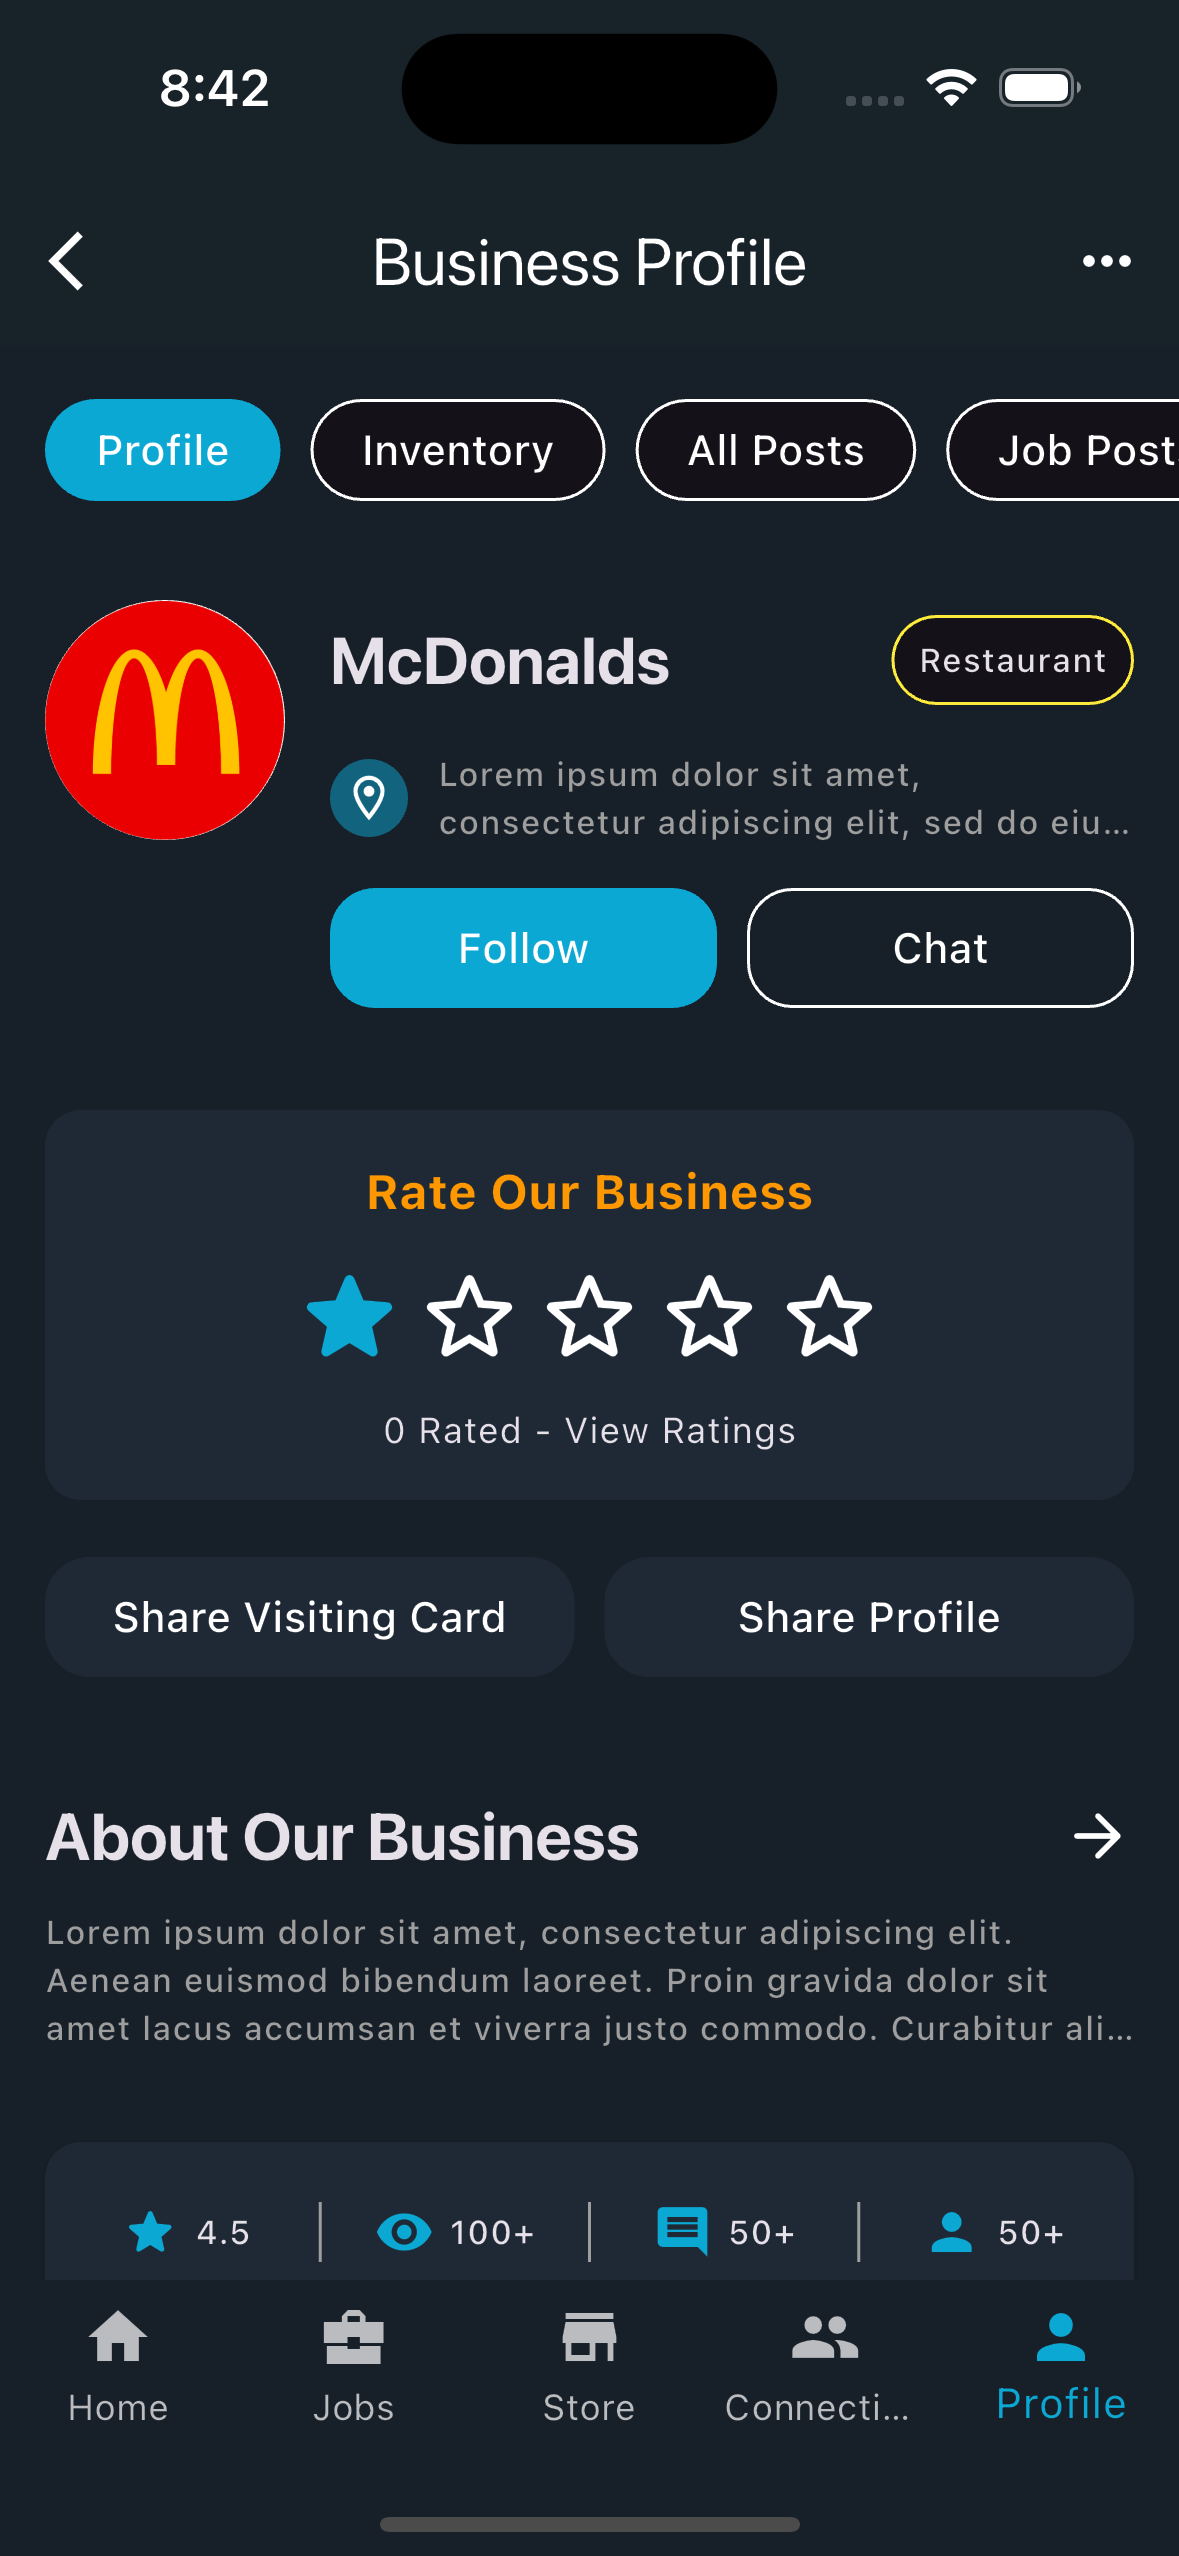 8:42
Business Profile
Profile
Inventory
All Posts
Job Post
McDonalds
Restaurant
Lorem ipsum dolor sit amet,
consectetur adipiscing elit, sed do eiu...
Follow
Chat
Rate Our Business
0 Rated - View Ratings
Share Visiting Card
Share Profile
About Our Business
Lorem ipsum dolor sit amet, consectetur adipiscing elit.
Aenean euismod bibendum laoreet. Proin gravida dolor sit
amet lacus accumsan et viverra justo commodo. Curabitur ali...
4.5
100+
50+
50+
Home
Jobs
Store
Connecti...
Profile